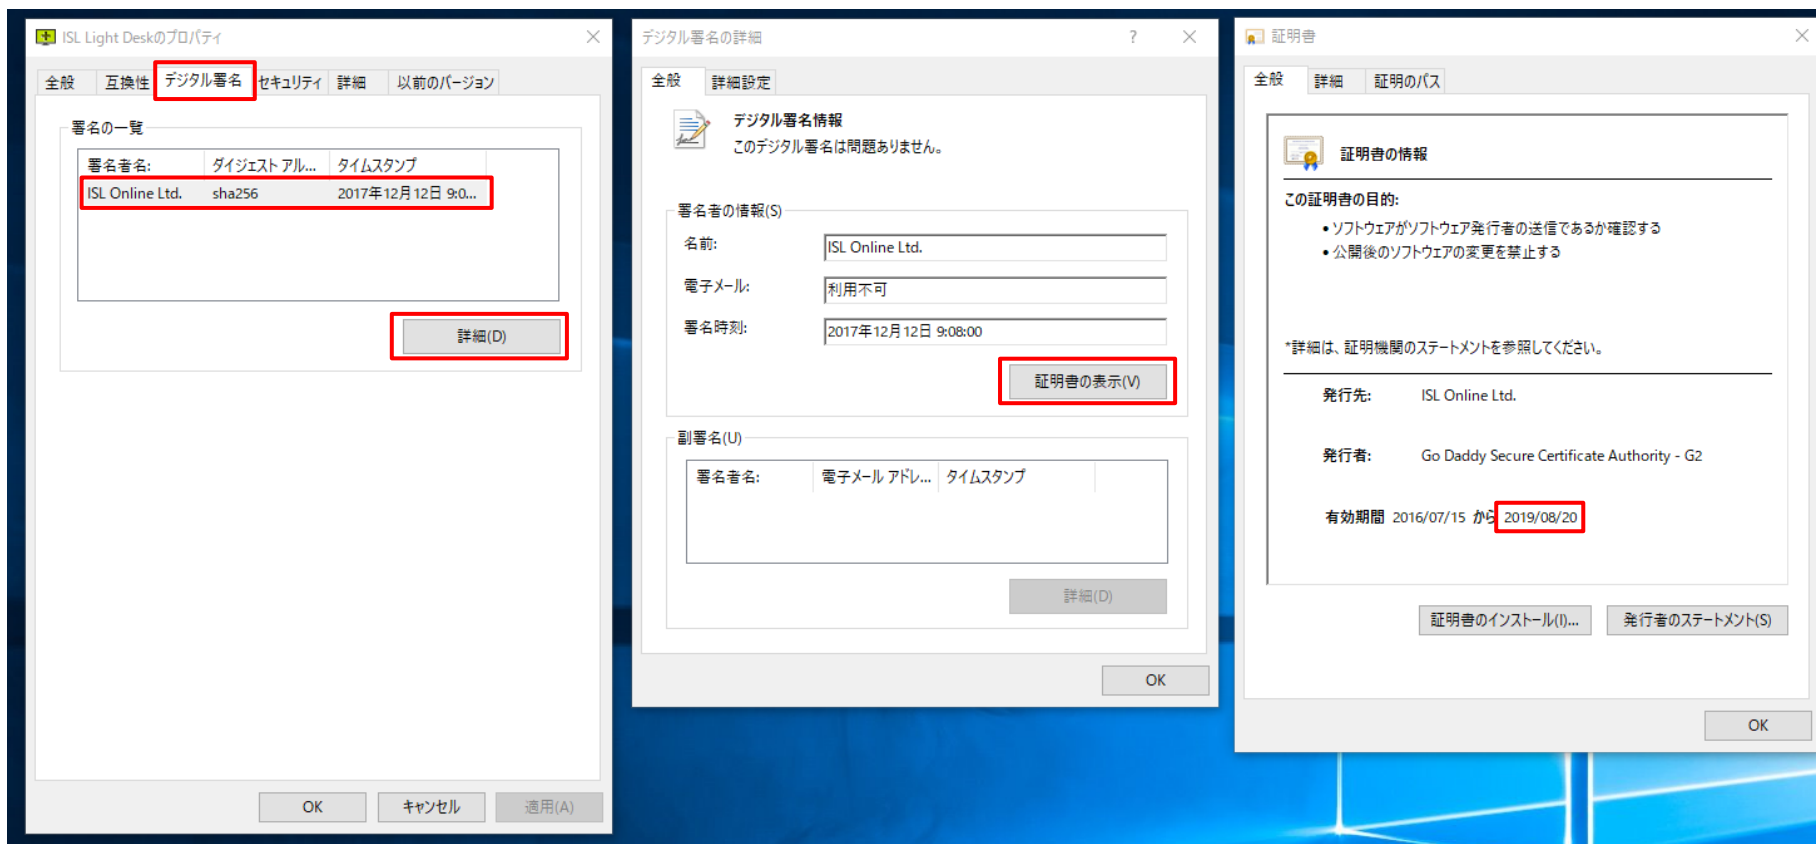 ISL Light Deskのプロパティ
全般 互換性 デジタル署名 セキュリティ 詳細 以前のバージョン
署名の一覧
署名者名: ダイジェスト アル... タイムスタンプ
ISL Online Ltd. sha256 2017年12月12日 9:0...
詳細(D)
OK キャンセル 適用(A)
デジタル署名の詳細 ?
全般 詳細設定
デジタル署名情報
このデジタル署名は問題ありません。
署名者の情報(S)
名前: ISL Online Ltd.
電子メール: 利用不可
署名時刻: 2017年12月12日 9:08:00
証明書の表示(V)
副署名(U)
署名者名: 電子メール アドレ... タイムスタンプ
詳細(D)
OK
証明書
全般 詳細 証明のパス
証明書の情報
この証明書の目的:
• ソフトウェアがソフトウェア発行者の送信であるか確認する
• 公開後のソフトウェアの変更を禁止する
*詳細は、証明機関のステートメントを参照してください。
発行先: ISL Online Ltd.
発行者: Go Daddy Secure Certificate Authority - G2
有効期間 2016/07/15 から 2019/08/20
証明書のインストール(I)... 発行者のステートメント(S)
OK